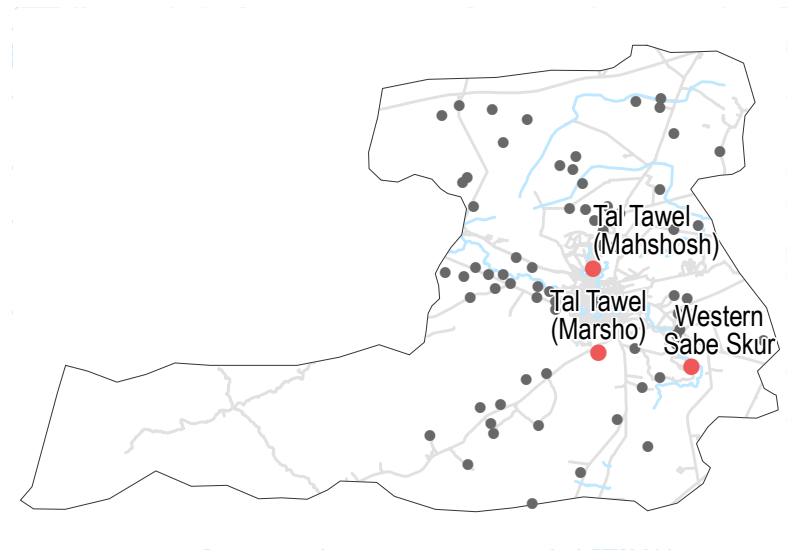 Tal Tawel
(Mahshosh)
Tal Tawel
(Marsho)
Western
Sabe Skur